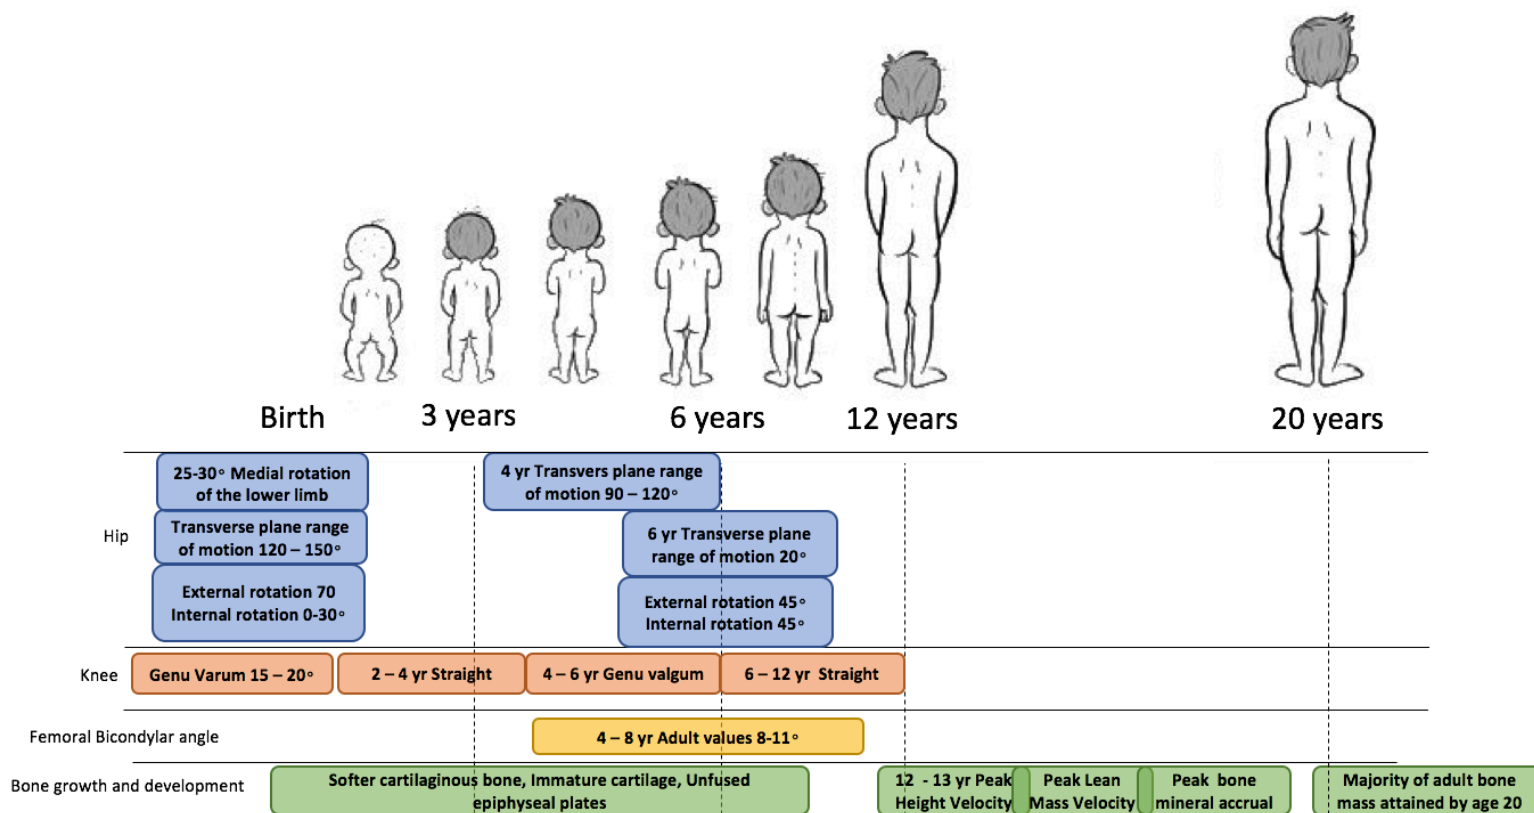 Birth
3 years
6 years
12 years
20 years
Hip
25-30° Medial rotation
of the lower limb
Transverse plane range
of motion 120 – 150°
External rotation 70
Internal rotation 0-30°
4 yr Transvers plane range
of motion 90 – 120°
6 yr Transverse plane
range of motion 20°
External rotation 45°
Internal rotation 45°
Knee
Genu Varum 15 – 20°
2 – 4 yr Straight
4 – 6 yr Genu valgum
6 – 12 yr Straight
Femoral Bicondylar angle
4 – 8 yr Adult values 8-11°
Bone growth and development
Softer cartilaginous bone, Immature cartilage, Unfused
epiphyseal plates
12 - 13 yr Peak
Height Velocity
Peak Lean
Mass Velocity
Peak bone
mineral accrual
Majority of adult bone
mass attained by age 20